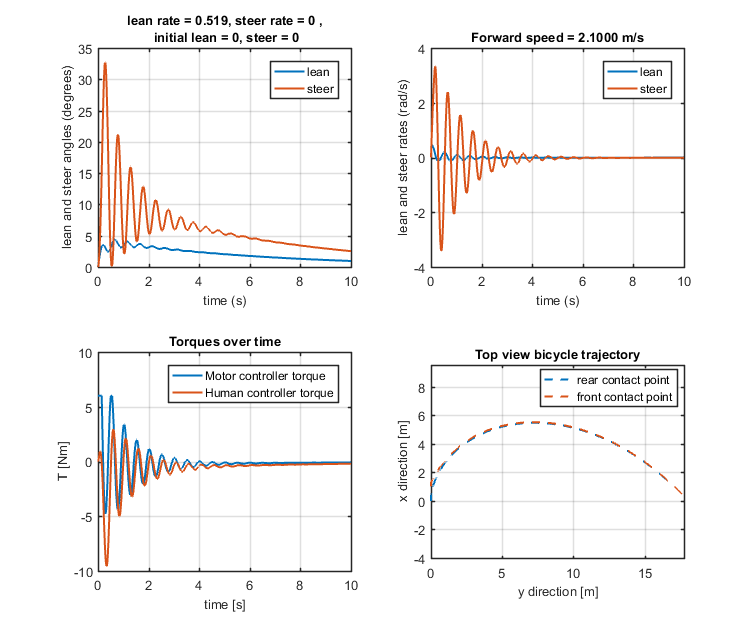 lean rate = 0.519, steer rate = 0 ,
initial lean = 0, steer = 0
lean and steer angles (degrees)
35
30
25
20
15
10
5
0
lean
steer
0 2 4 6 8 10
time (s)
Forward speed = 2.1000 m/s
lean and steer rates (rad/s)
4
2
0
-2
-4
lean
steer
0 2 4 6 8 10
time (s)
Torques over time
T [Nm]
10
5
0
-5
-10
Motor controller torque
Human controller torque
0 2 4 6 8 10
time [s]
Top view bicycle trajectory
x direction [m]
8
6
4
2
0
-2
-4
rear contact point
front contact point
0 5 10 15
y direction [m]